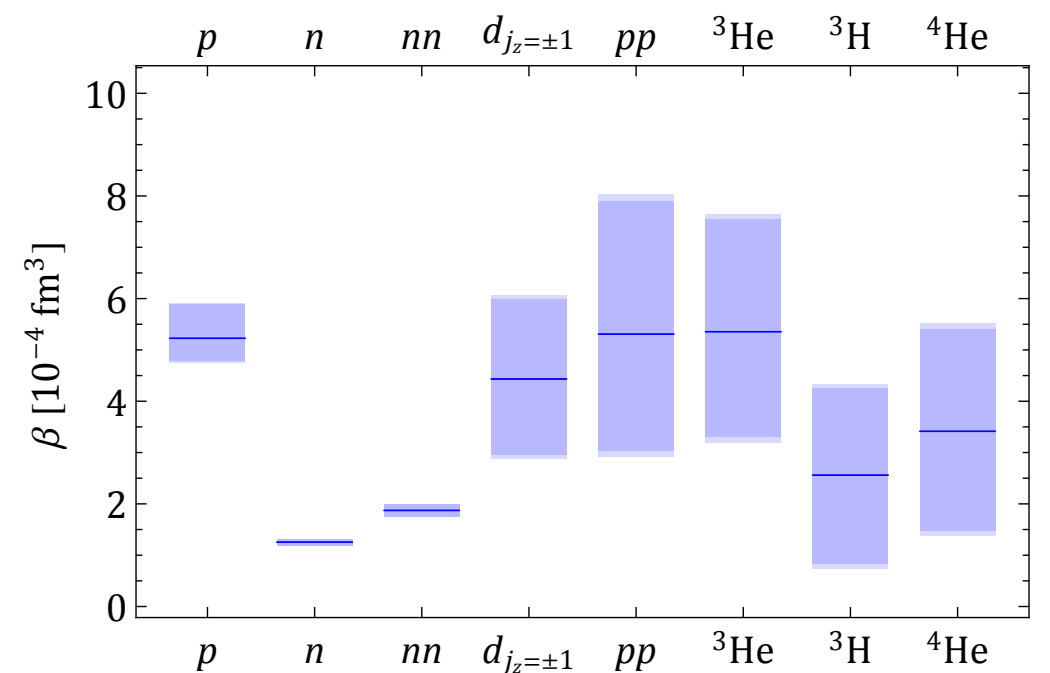 p n nn d_{j_z=±1} pp ³He ³H ⁴He
10
8
6
4
2
0
β [10⁻⁴ fm³]
p n nn d_{j_z=±1} pp ³He ³H ⁴He